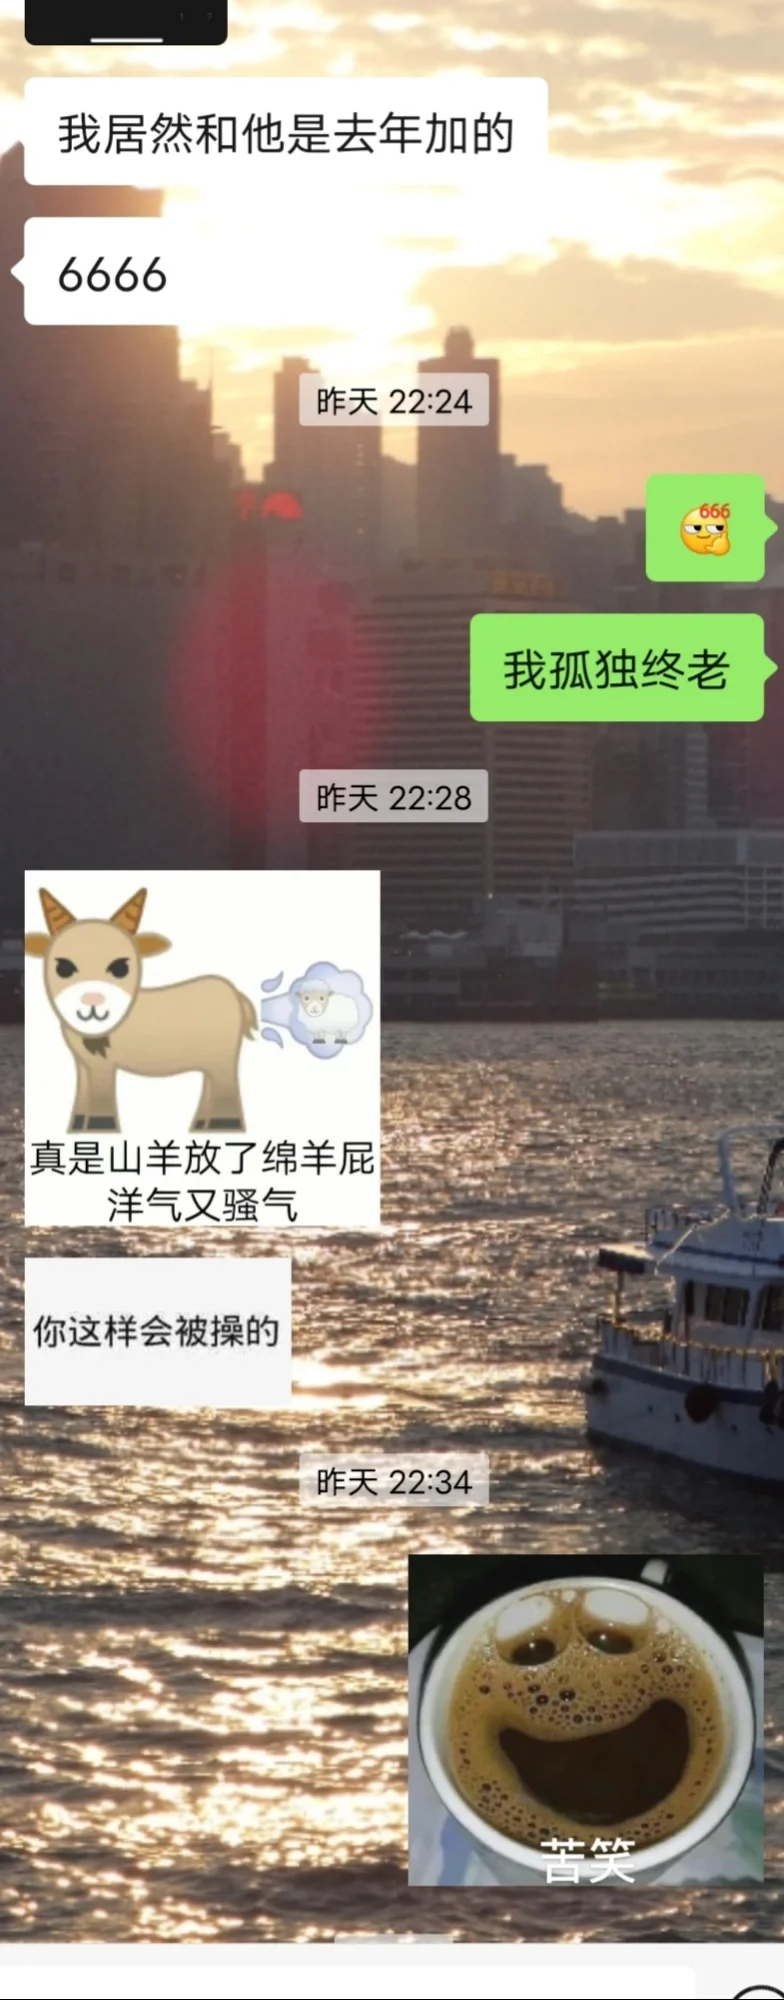 我居然和他是去年加的
6666
昨天 22:24
666
我孤独终老
昨天 22:28
真是山羊放了绵羊屁
洋气又骚气
你这样会被操的
昨天 22:34
苦笑